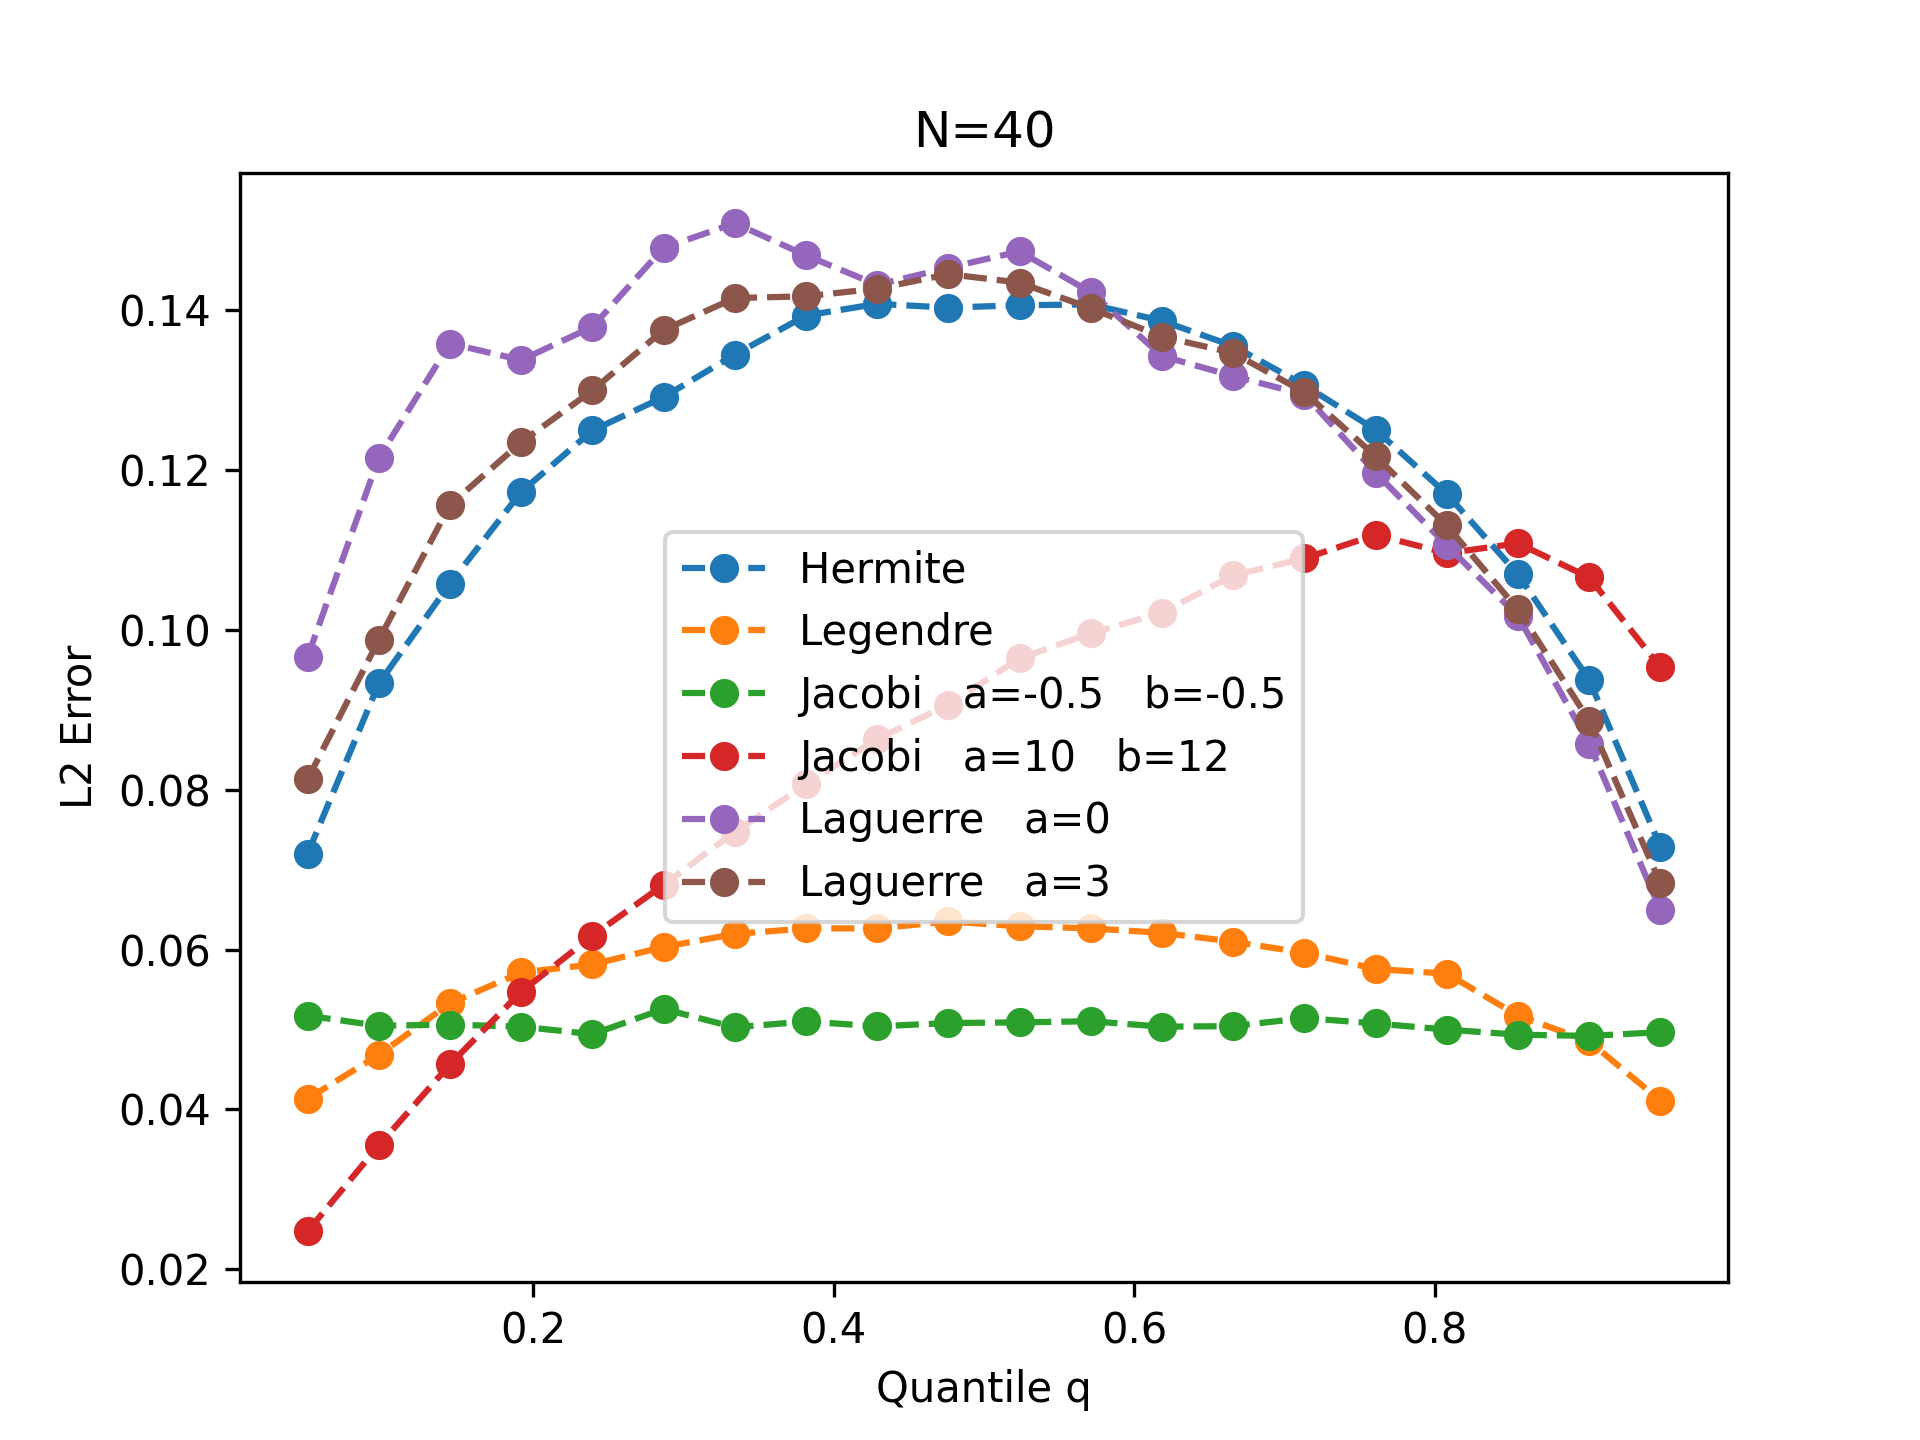 N=40
L2 Error
0.14
0.12
0.10
0.08
0.06
0.04
0.02
Hermite
Legendre
Jacobi   a=-0.5   b=-0.5
Jacobi   a=10   b=12
Laguerre   a=0
Laguerre   a=3
0.2 0.4 0.6 0.8
Quantile q